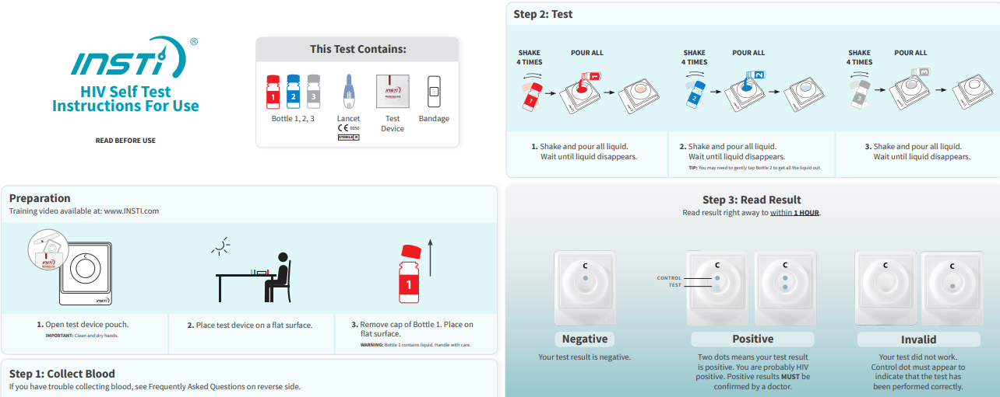 INSTi®
HIV Self Test
Instructions For Use
READ BEFORE USE
This Test Contains:
1 2 3
Bottle 1, 2, 3
Lancet
CE 0050
STERILE R
INSTi
Test
Device
Bandage
Preparation
Training video available at: www.INSTI.com
INSTi
INSTi
1
1. Open test device pouch.
IMPORTANT: Clean and dry hands.
2. Place test device on a flat surface.
3. Remove cap of Bottle 1. Place on
flat surface.
WARNING: Bottle 1 contains liquid. Handle with care.
Step 1: Collect Blood
If you have trouble collecting blood, see Frequently Asked Questions on reverse side.
Step 2: Test
SHAKE
4 TIMES
POUR ALL
1
1
1. Shake and pour all liquid.
Wait until liquid disappears.
SHAKE
4 TIMES
POUR ALL
2
2
2. Shake and pour all liquid.
Wait until liquid disappears.
TIP: You may need to gently tap Bottle 2 to get all the liquid out.
SHAKE
4 TIMES
POUR ALL
3
3
3. Shake and pour all liquid.
Wait until liquid disappears.
Step 3: Read Result
Read result right away to within 1 HOUR.
C
Negative
Your test result is negative.
CONTROL
TEST
C
C
Positive
Two dots means your test result
is positive. You are probably HIV
positive. Positive results MUST be
confirmed by a doctor.
C
C
Invalid
Your test did not work.
Control dot must appear to
indicate that the test has
been performed correctly.